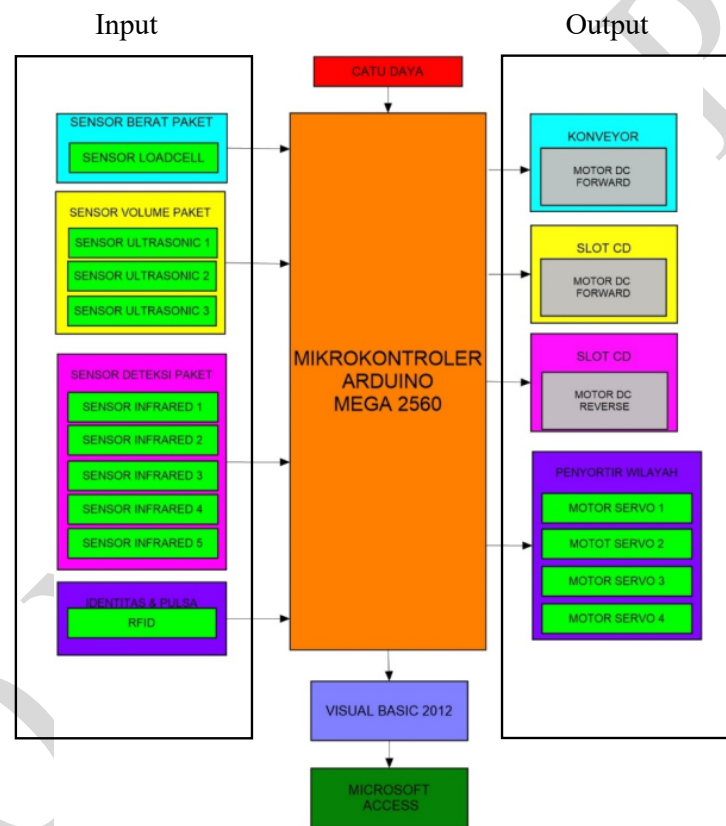 Input
Output
CATU DAYA
SENSOR BERAT PAKET
SENSOR LOADCELL
SENSOR VOLUME PAKET
SENSOR ULTRASONIC 1
SENSOR ULTRASONIC 2
SENSOR ULTRASONIC 3
SENSOR DETEKSI PAKET
SENSOR INFRARED 1
SENSOR INFRARED 2
SENSOR INFRARED 3
SENSOR INFRARED 4
SENSOR INFRARED 5
IDENTITAS & PULSA
RFID
MIKROKONTROLER
ARDUINO
MEGA 2560
KONVEYOR
MOTOR DC
FORWARD
SLOT CD
MOTOR DC
FORWARD
SLOT CD
MOTOR DC
REVERSE
PENYORTIR WILAYAH
MOTOR SERVO 1
MOTOT SERVO 2
MOTOR SERVO 3
MOTOR SERVO 4
VISUAL BASIC 2012
MICROSOFT
ACCESS